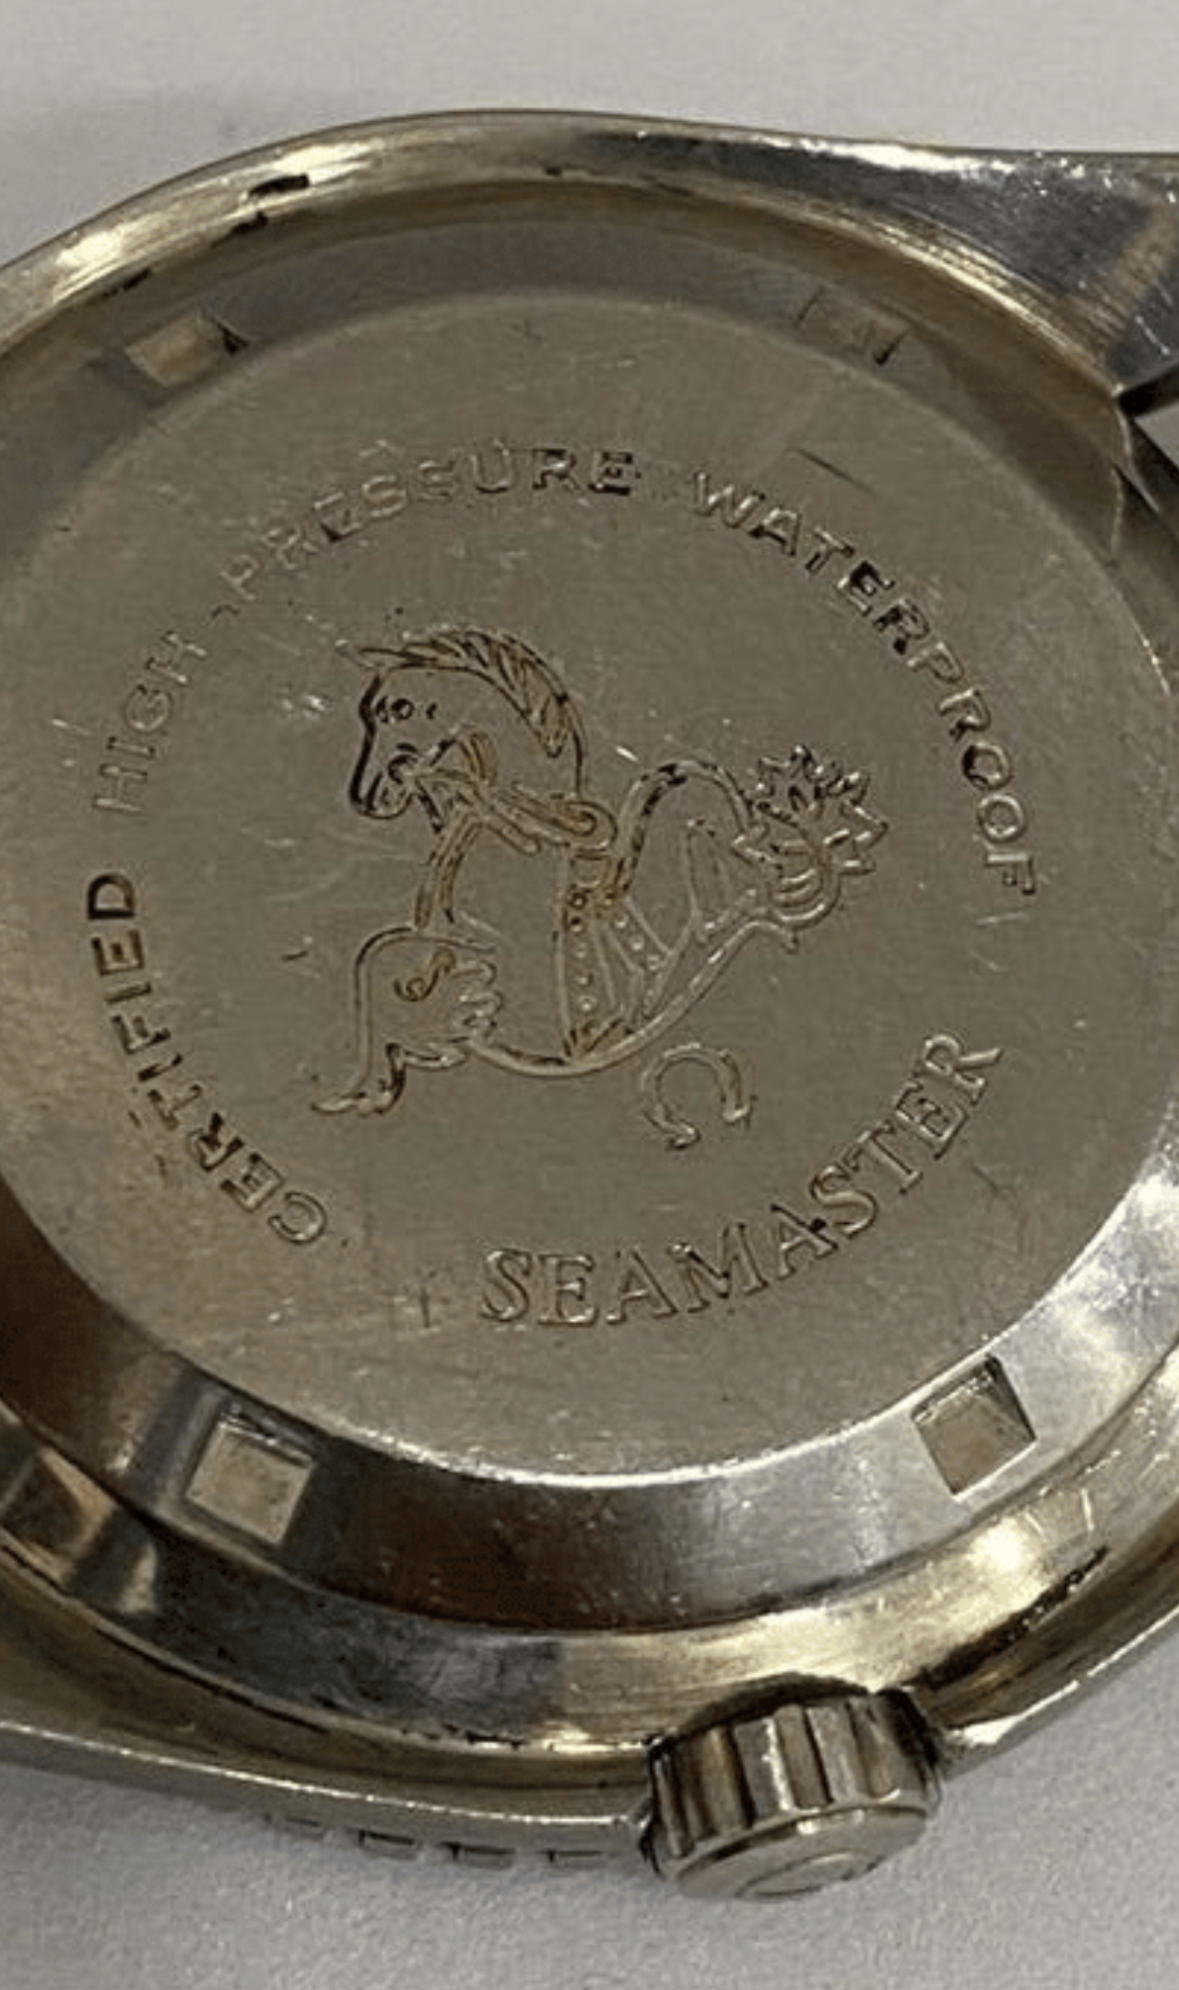 CERTIFIED HIGH-PRESSURE WATERPROOF
Ω
SEAMASTER